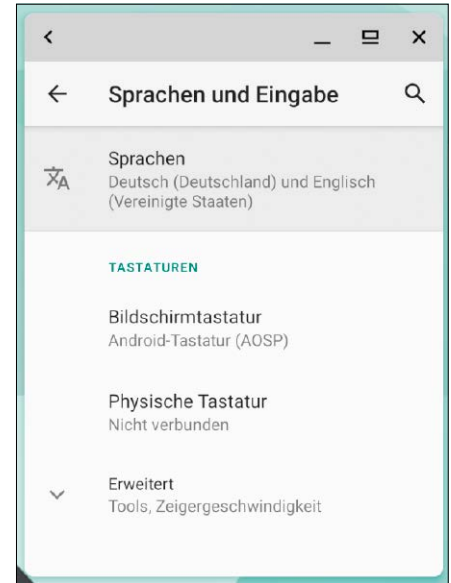 Sprachen und Eingabe
Sprachen
Deutsch (Deutschland) und Englisch
(Vereinigte Staaten)
TASTATUREN
Bildschirmtastatur
Android-Tastatur (AOSP)
Physische Tastatur
Nicht verbunden
Erweitert
Tools, Zeigergeschwindigkeit